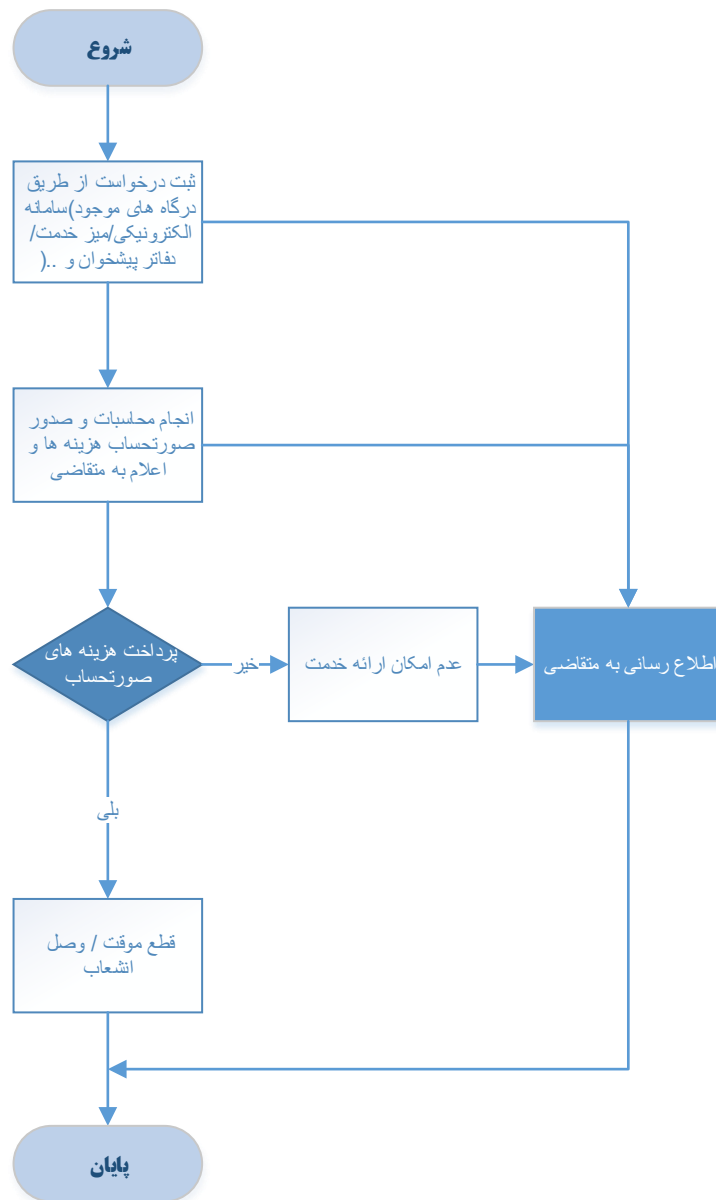 شروع
ثبت درخواست از طریق
درگاه های موجود)سامانه
الکترونیکی/میز خدمت/
دفاتر پیشخوان و ..(
انجام محاسبات و صدور
صورتحساب هزینه ها و
اعلام به متقاضی
پرداخت هزینه های
صورتحساب
خیر
عدم امکان ارائه خدمت
اطلاع رسانی به متقاضی
بلی
قطع موقت / وصل
انشعاب
پایان